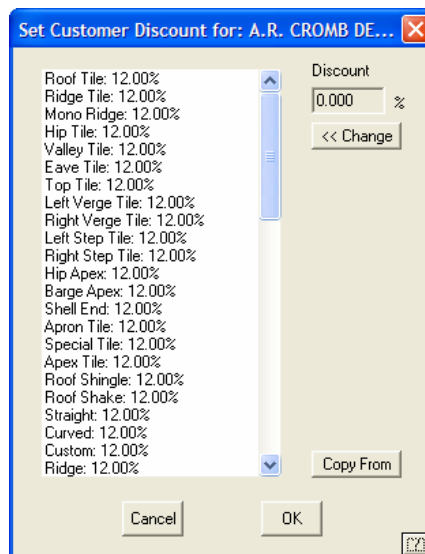 Set Customer Discount for: A.R. CROMB DE...
Roof Tile: 12.00%
Ridge Tile: 12.00%
Mono Ridge: 12.00%
Hip Tile: 12.00%
Valley Tile: 12.00%
Eave Tile: 12.00%
Top Tile: 12.00%
Left Verge Tile: 12.00%
Right Verge Tile: 12.00%
Left Step Tile: 12.00%
Right Step Tile: 12.00%
Hip Apex: 12.00%
Barge Apex: 12.00%
Shell End: 12.00%
Apron Tile: 12.00%
Special Tile: 12.00%
Apex Tile: 12.00%
Roof Shingle: 12.00%
Roof Shake: 12.00%
Straight: 12.00%
Curved: 12.00%
Custom: 12.00%
Ridge: 12.00%
Discount
0.000 %
<< Change
Copy From
Cancel OK
[?]